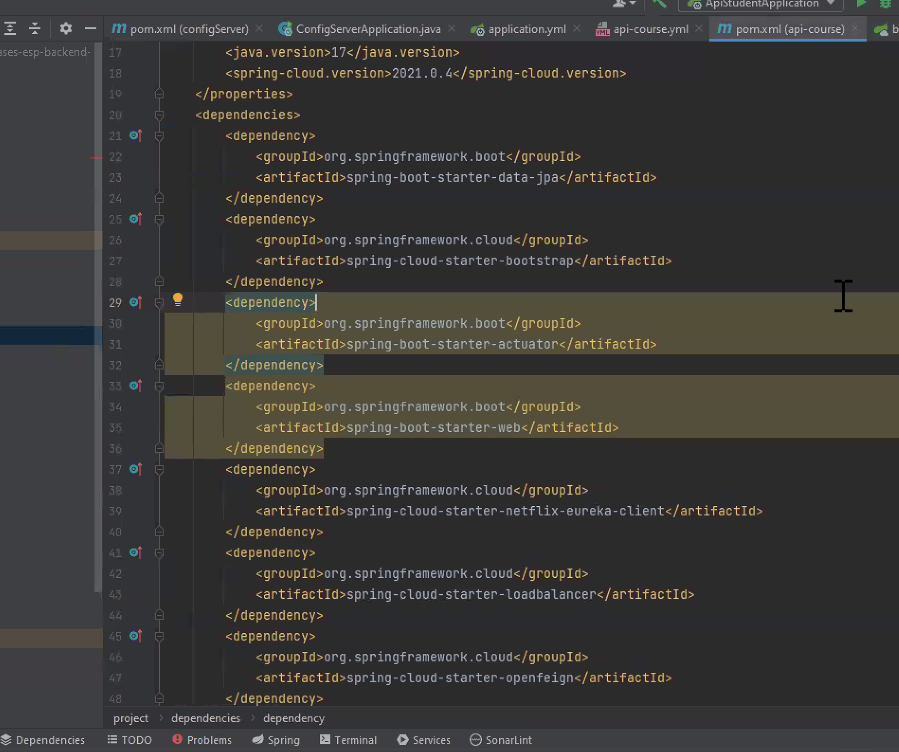 ApiStudentApplication
pom.xml (configServer)
ConfigServerApplication.java
application.yml
api-course.yml
pom.xml (api-course)
ases-esp-backend-
17 <java.version>17</java.version>
18 <spring-cloud.version>2021.0.4</spring-cloud.version>
19 </properties>
20 <dependencies>
21 <dependency>
22 <groupId>org.springframework.boot</groupId>
23 <artifactId>spring-boot-starter-data-jpa</artifactId>
24 </dependency>
25 <dependency>
26 <groupId>org.springframework.cloud</groupId>
27 <artifactId>spring-cloud-starter-bootstrap</artifactId>
28 </dependency>
29 <dependency>
30 <groupId>org.springframework.boot</groupId>
31 <artifactId>spring-boot-starter-actuator</artifactId>
32 </dependency>
33 <dependency>
34 <groupId>org.springframework.boot</groupId>
35 <artifactId>spring-boot-starter-web</artifactId>
36 </dependency>
37 <dependency>
38 <groupId>org.springframework.cloud</groupId>
39 <artifactId>spring-cloud-starter-netflix-eureka-client</artifactId>
40 </dependency>
41 <dependency>
42 <groupId>org.springframework.cloud</groupId>
43 <artifactId>spring-cloud-starter-loadbalancer</artifactId>
44 </dependency>
45 <dependency>
46 <groupId>org.springframework.cloud</groupId>
47 <artifactId>spring-cloud-starter-openfeign</artifactId>
48 </dependency>
project dependencies dependency
Dependencies TODO Problems Spring Terminal Services SonarLint